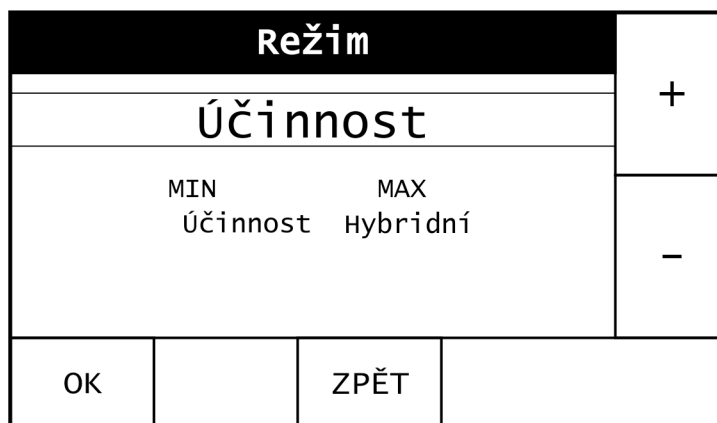 Režim
+
Účinnost
MIN MAX
Účinnost Hybridní
-
OK ZPĚT